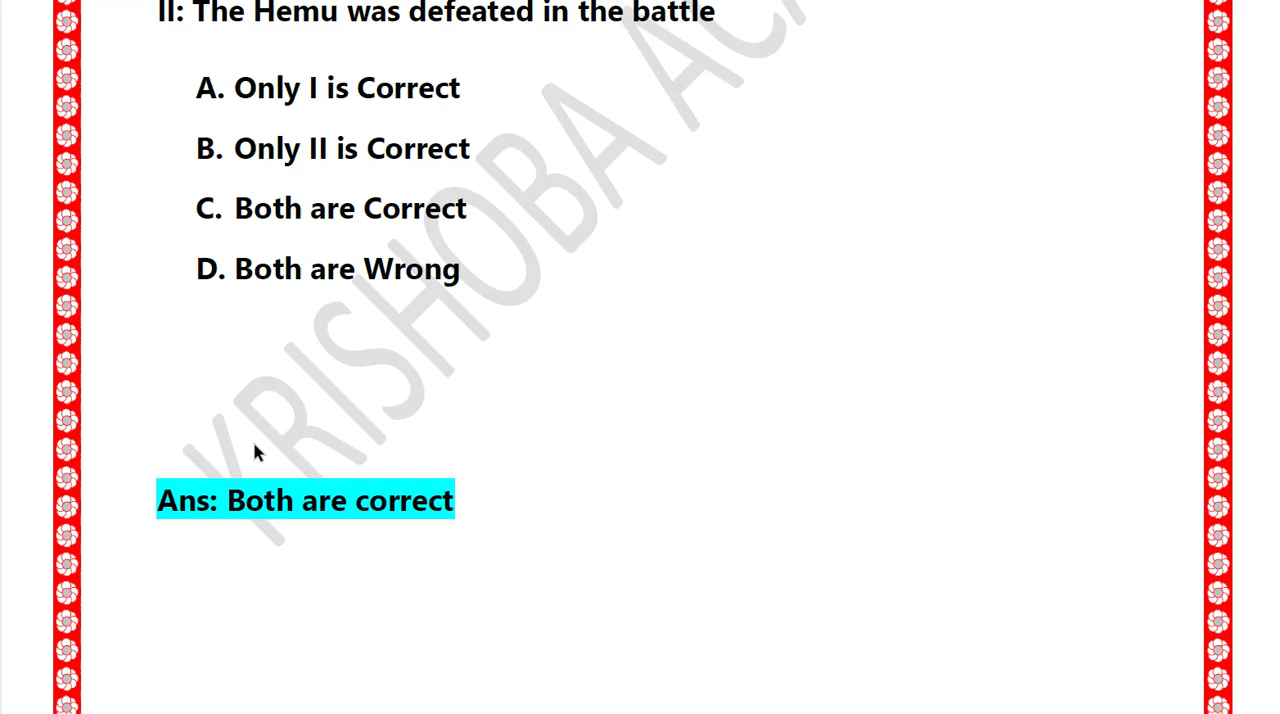 II: The Hemu was defeated in the battle
A. Only I is Correct
B. Only II is Correct
C. Both are Correct
D. Both are Wrong
KRISHOBA ACA
Ans: Both are correct